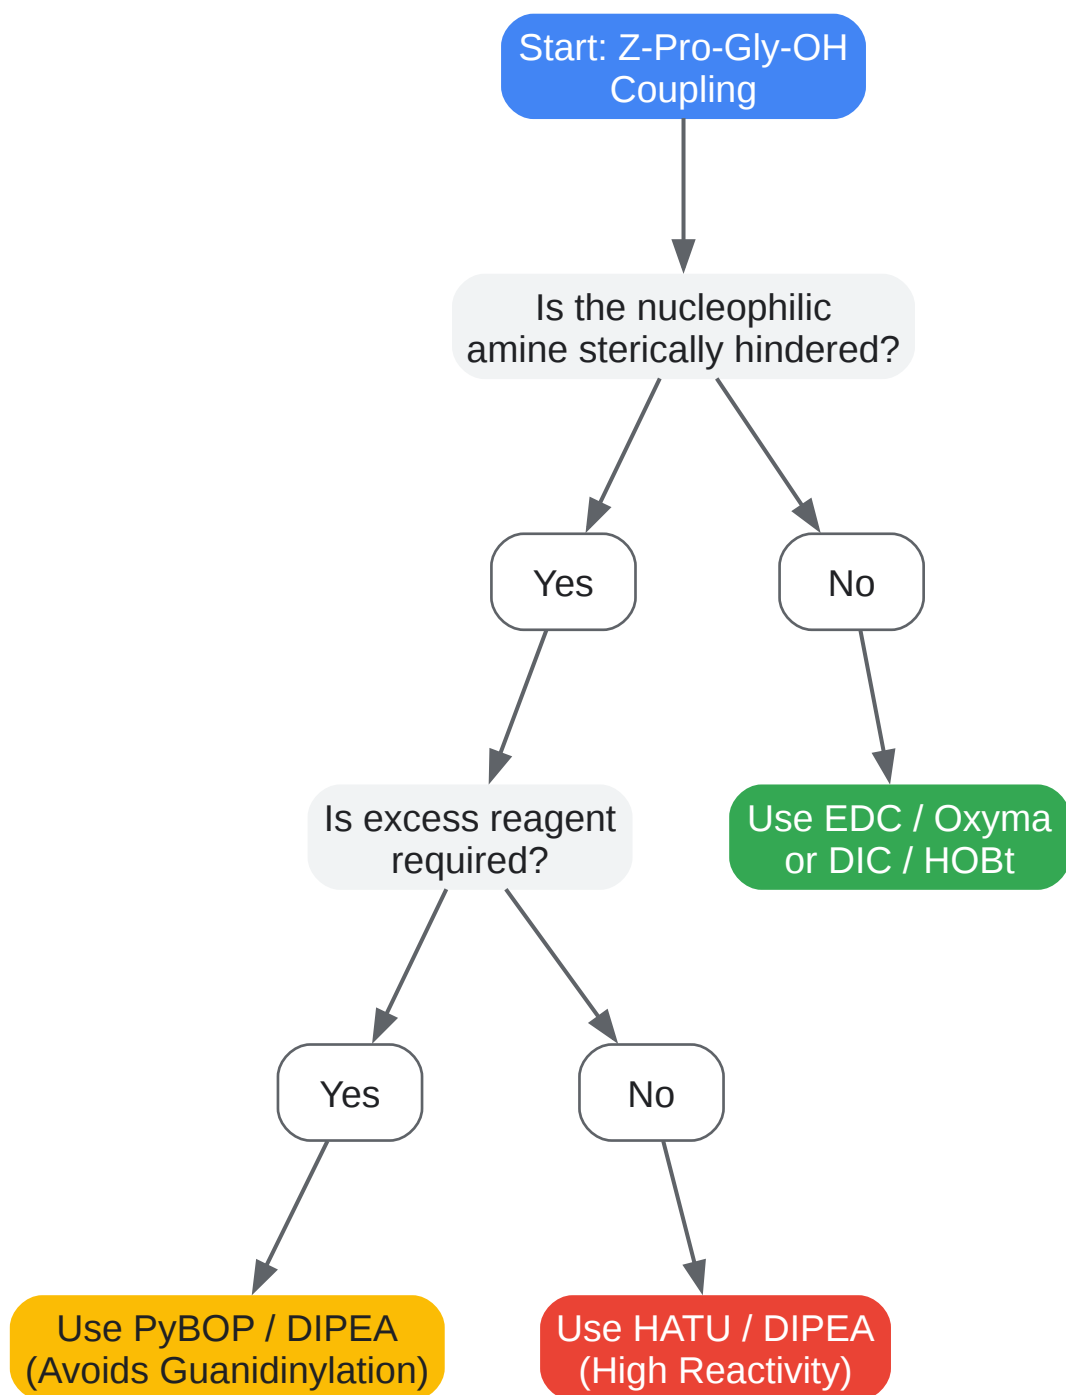 Start: Z-Pro-Gly-OH
Coupling
Is the nucleophilic
amine sterically hindered?
Yes
No
Is excess reagent
required?
Use EDC / Oxyma
or DIC / HOBt
Yes
No
Use PyBOP / DIPEA
(Avoids Guanidinylation)
Use HATU / DIPEA
(High Reactivity)